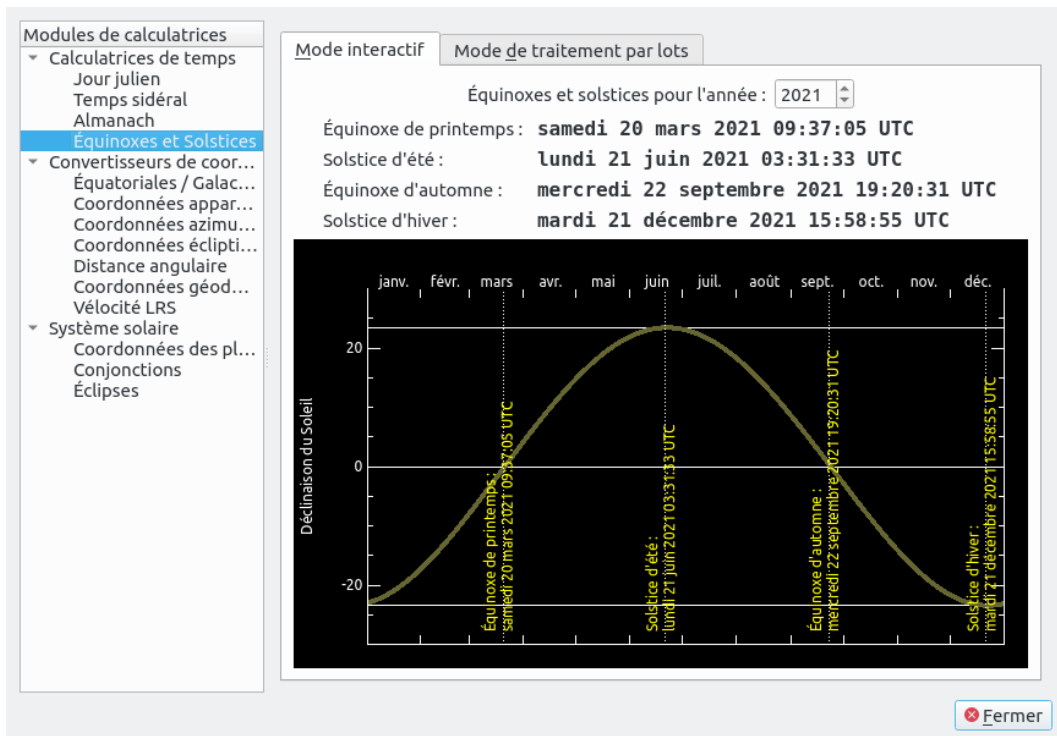 Modules de calculatrices
Calculatrices de temps
Jour julien
Temps sidéral
Almanach
Équinoxes et Solstices
Convertisseurs de coor...
Équatoriales / Galac...
Coordonnées appar...
Coordonnées azimu...
Coordonnées éclipti...
Distance angulaire
Coordonnées géod...
Vélocité LRS
Système solaire
Coordonnées des pl...
Conjonctions
Éclipses
Mode interactif
Mode de traitement par lots
Équinoxes et solstices pour l'année : 2021
Équinoxe de printemps : samedi 20 mars 2021 09:37:05 UTC
Solstice d'été : lundi 21 juin 2021 03:31:33 UTC
Équinoxe d'automne : mercredi 22 septembre 2021 19:20:31 UTC
Solstice d'hiver : mardi 21 décembre 2021 15:58:55 UTC
janv. févr. mars avr. mai juin juil. août sept. oct. nov. déc.
20
0
-20
Déclinaison du Soleil
Équinoxe de printemps :
samedi 20 mars 2021 09:37:05 UTC
Solstice d'été :
lundi 21 juin 2021 03:31:33 UTC
Équinoxe d'automne :
mercredi 22 septembre 2021 19:20:31 UTC
Solstice d'hiver :
mardi 21 décembre 2021 15:58:55 UTC
Fermer